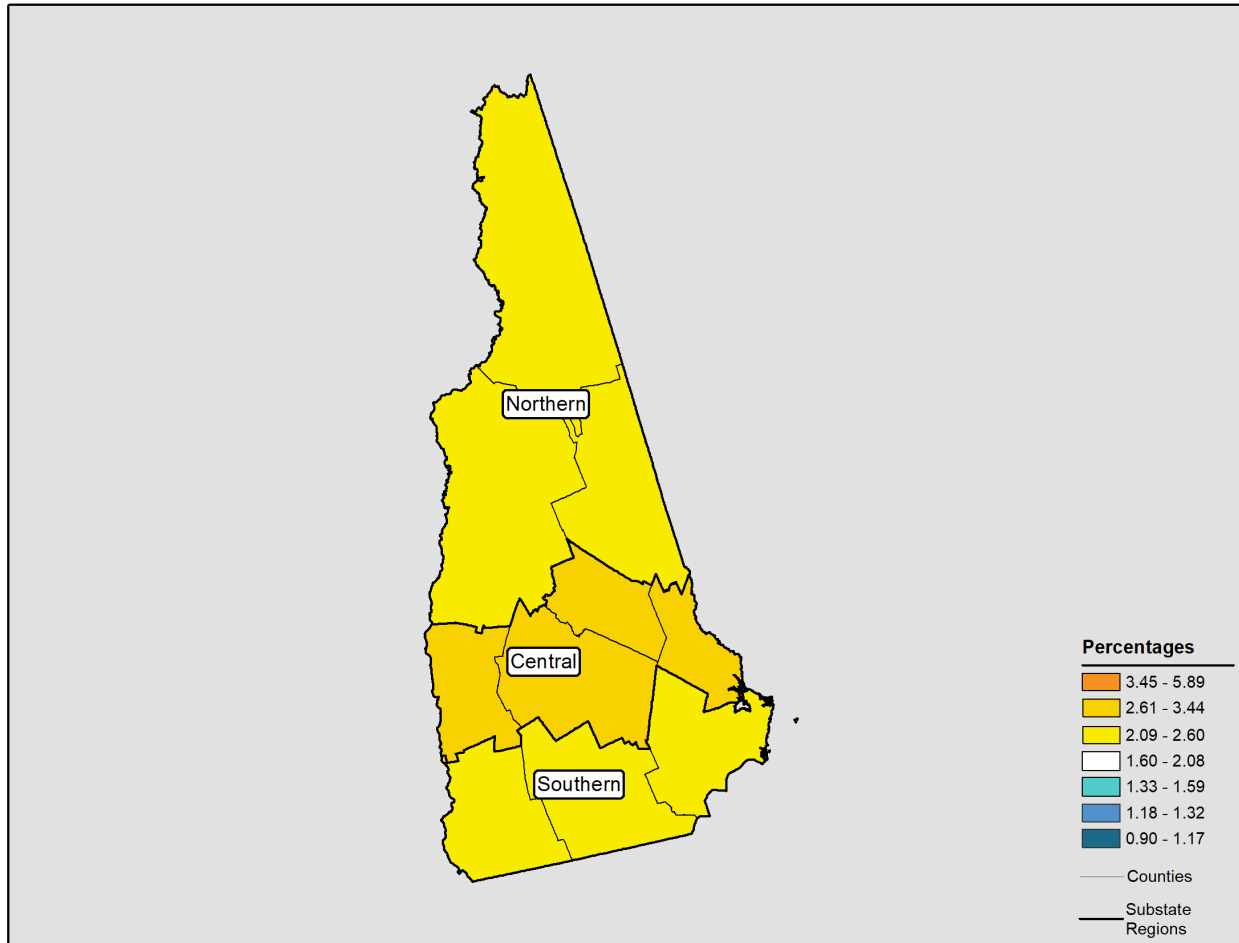 Northern
Central
Southern
Percentages
3.45 - 5.89
2.61 - 3.44
2.09 - 2.60
1.60 - 2.08
1.33 - 1.59
1.18 - 1.32
0.90 - 1.17
Counties
Substate
Regions